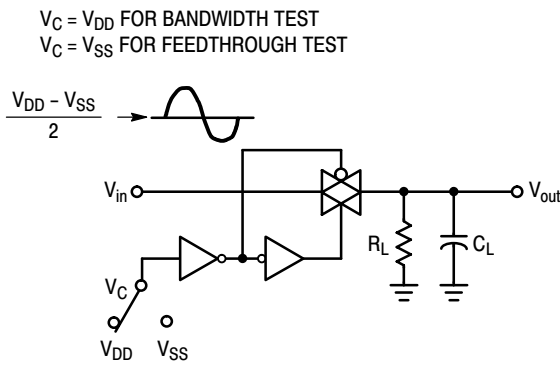 V_C = V_DD FOR BANDWIDTH TEST
V_C = V_SS FOR FEEDTHROUGH TEST
V_DD – V_SS
2
V_in
V_out
R_L
C_L
V_C
V_DD
V_SS